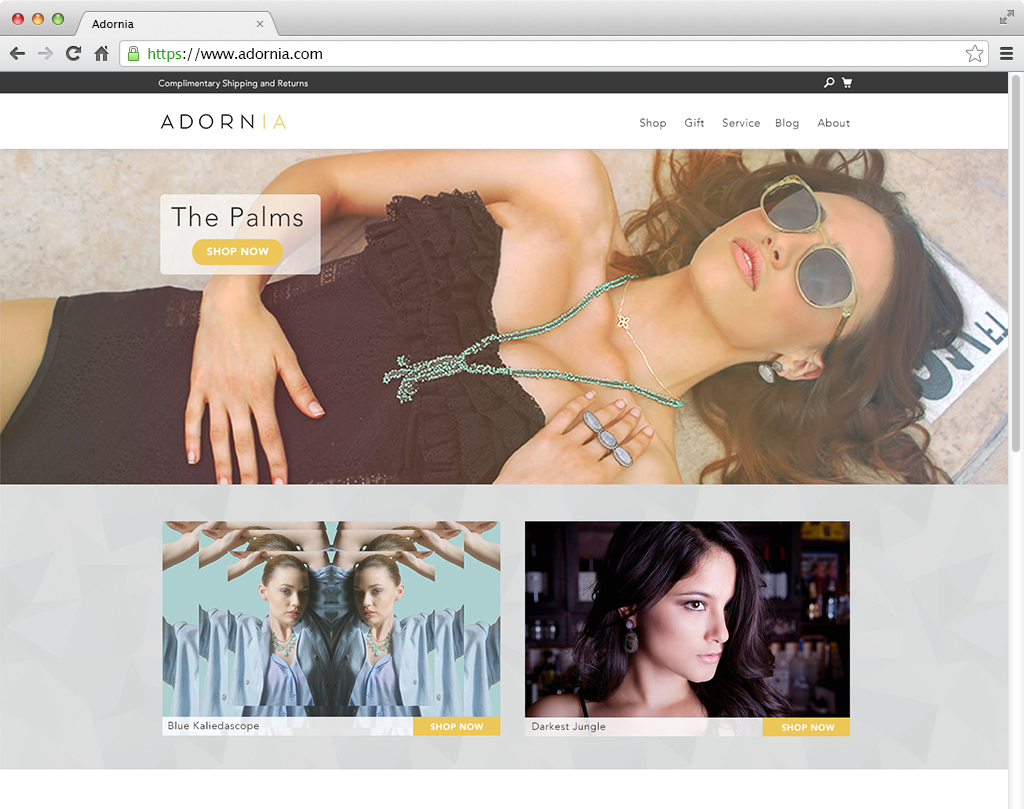 Adornia
https://www.adornia.com
Complimentary Shipping and Returns
ADORNIA
Shop Gift Service Blog About
The Palms
SHOP NOW
Blue Kaliedascope
SHOP NOW
Darkest Jungle
SHOP NOW